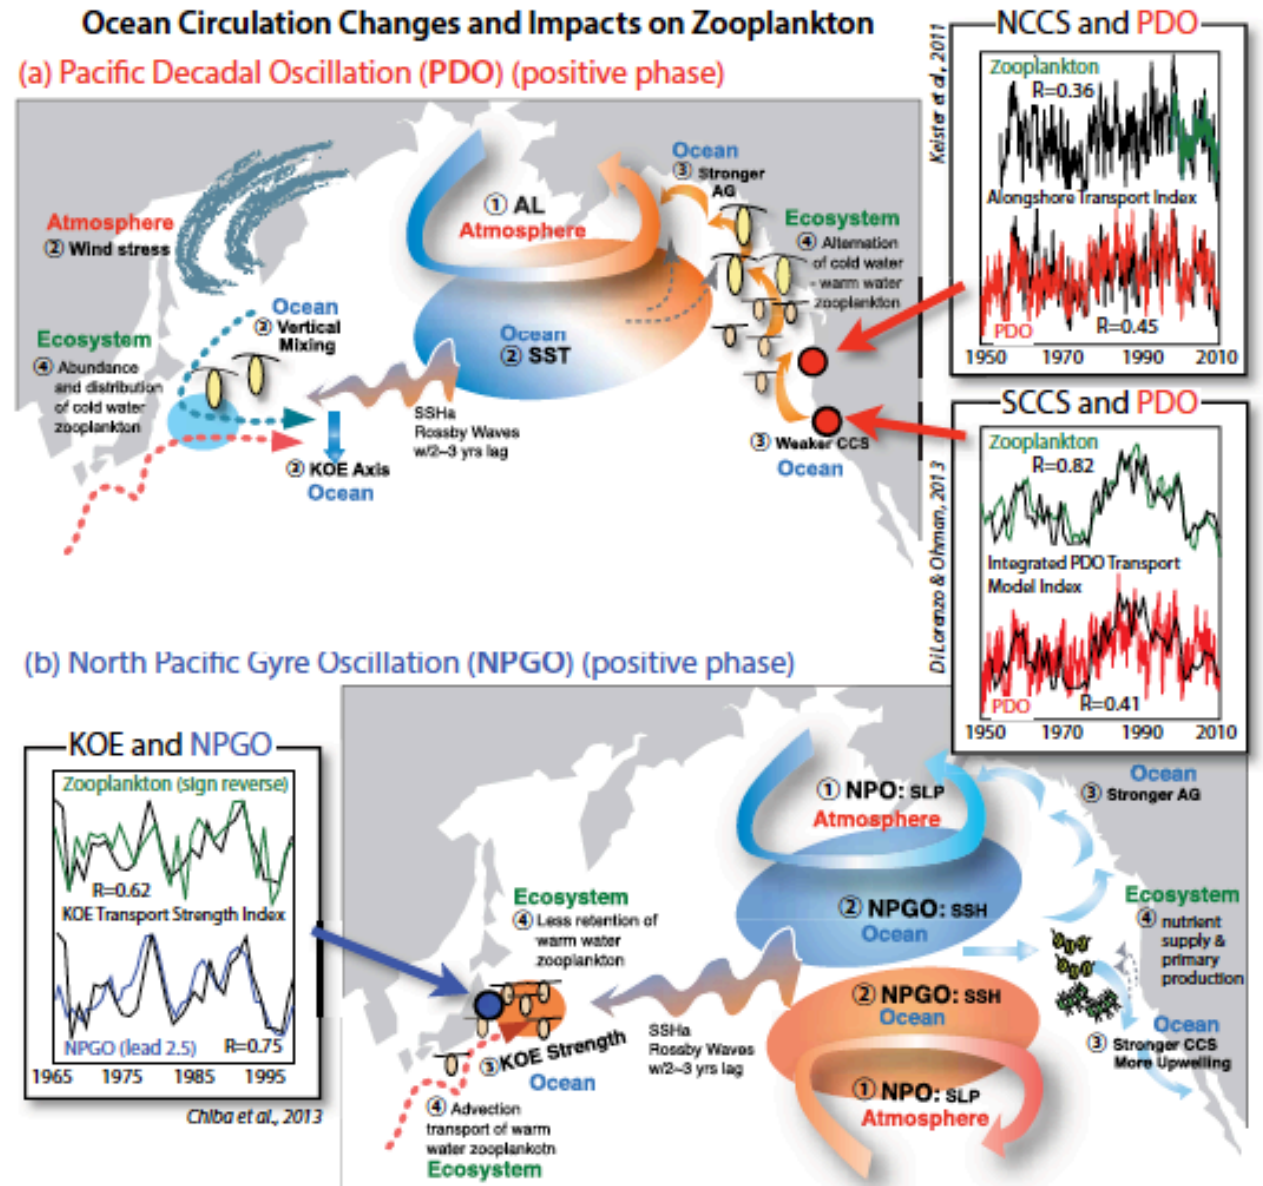 Ocean Circulation Changes and Impacts on Zooplankton
(a) Pacific Decadal Oscillation (PDO) (positive phase)
Atmosphere
② Wind stress
Ocean
② Vertical
Mixing
Ecosystem
④ Abundance
and distribution
of cold water
zooplankton
③ KOE Axis
Ocean
SSHa
Rossby Waves
w/2~3 yrs lag
① AL
Atmosphere
Ocean
② SST
Ocean
③ Stronger
AG
Ecosystem
④ Alternation
of cold water
- warm water
zooplankton
③ Weaker CCS
Ocean
Keister et al., 2011
NCCS and PDO
Zooplankton
R=0.36
Alongshore Transport Index
PDO
R=0.45
1950 1970 1990 2010
DiLorenzo & Ohman, 2013
SCCS and PDO
Zooplankton
R=0.82
Integrated PDO Transport
Model Index
PDO
R=0.41
1950 1970 1990 2010
(b) North Pacific Gyre Oscillation (NPGO) (positive phase)
KOE and NPGO
Zooplankton (sign reverse)
R=0.62
KOE Transport Strength Index
NPGO (lead 2.5)
R=0.75
1965 1975 1985 1995
Chiba et al., 2013
Ecosystem
④ Less retention of
warm water
zooplankton
③ KOE Strength
Ocean
④ Advection
transport of warm
water zooplankotn
Ecosystem
SSHa
Rossby Waves
w/2~3 yrs lag
① NPO: SLP
Atmosphere
② NPGO: SSH
Ocean
② NPGO: SSH
Ocean
① NPO: SLP
Atmosphere
Ocean
③ Stronger AG
Ecosystem
④ nutrient
supply &
primary
production
Ocean
③ Stronger CCS
More Upwelling